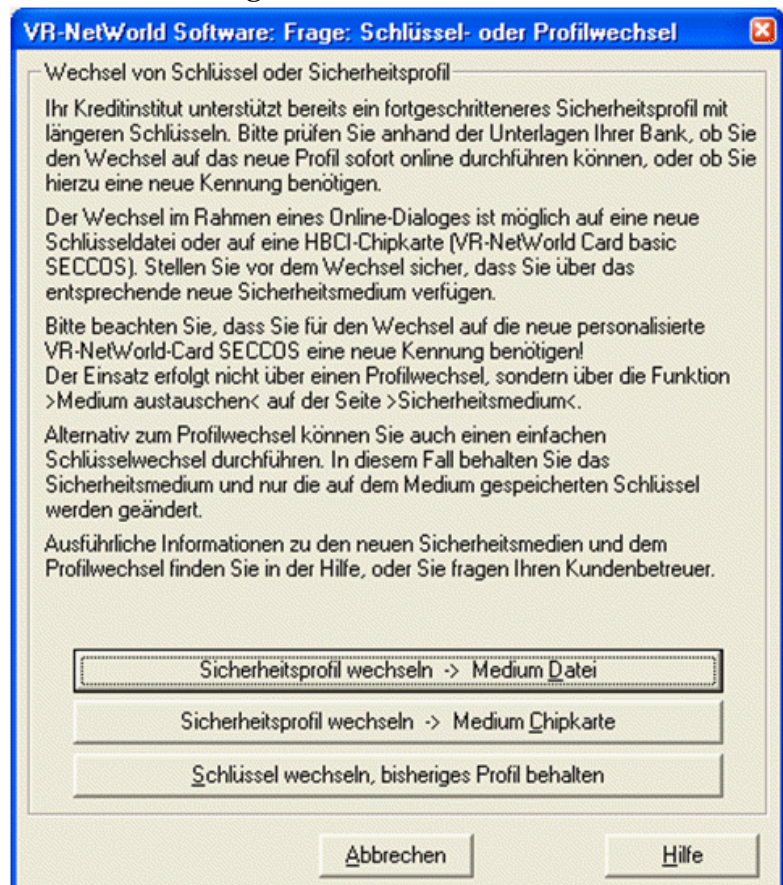 VR-NetWorld Software: Frage: Schlüssel- oder Profilwechsel
Wechsel von Schlüssel oder Sicherheitsprofil
Ihr Kreditinstitut unterstützt bereits ein fortgeschritteneres Sicherheitsprofil mit
längeren Schlüsseln. Bitte prüfen Sie anhand der Unterlagen Ihrer Bank, ob Sie
den Wechsel auf das neue Profil sofort online durchführen können, oder ob Sie
hierzu eine neue Kennung benötigen.
Der Wechsel im Rahmen eines Online-Dialoges ist möglich auf eine neue
Schlüsseldatei oder auf eine HBCI-Chipkarte (VR-NetWorld Card basic
SECCOS). Stellen Sie vor dem Wechsel sicher, dass Sie über das
entsprechende neue Sicherheitsmedium verfügen.
Bitte beachten Sie, dass Sie für den Wechsel auf die neue personalisierte
VR-NetWorld-Card SECCOS eine neue Kennung benötigen!
Der Einsatz erfolgt nicht über einen Profilwechsel, sondern über die Funktion
>Medium austauschen< auf der Seite >Sicherheitsmedium<.
Alternativ zum Profilwechsel können Sie auch einen einfachen
Schlüsselwechsel durchführen. In diesem Fall behalten Sie das
Sicherheitsmedium und nur die auf dem Medium gespeicherten Schlüssel
werden geändert.
Ausführliche Informationen zu den neuen Sicherheitsmedien und dem
Profilwechsel finden Sie in der Hilfe, oder Sie fragen Ihren Kundenbetreuer.
Sicherheitsprofil wechseln -> Medium Datei
Sicherheitsprofil wechseln -> Medium Chipkarte
Schlüssel wechseln, bisheriges Profil behalten
Abbrechen
Hilfe